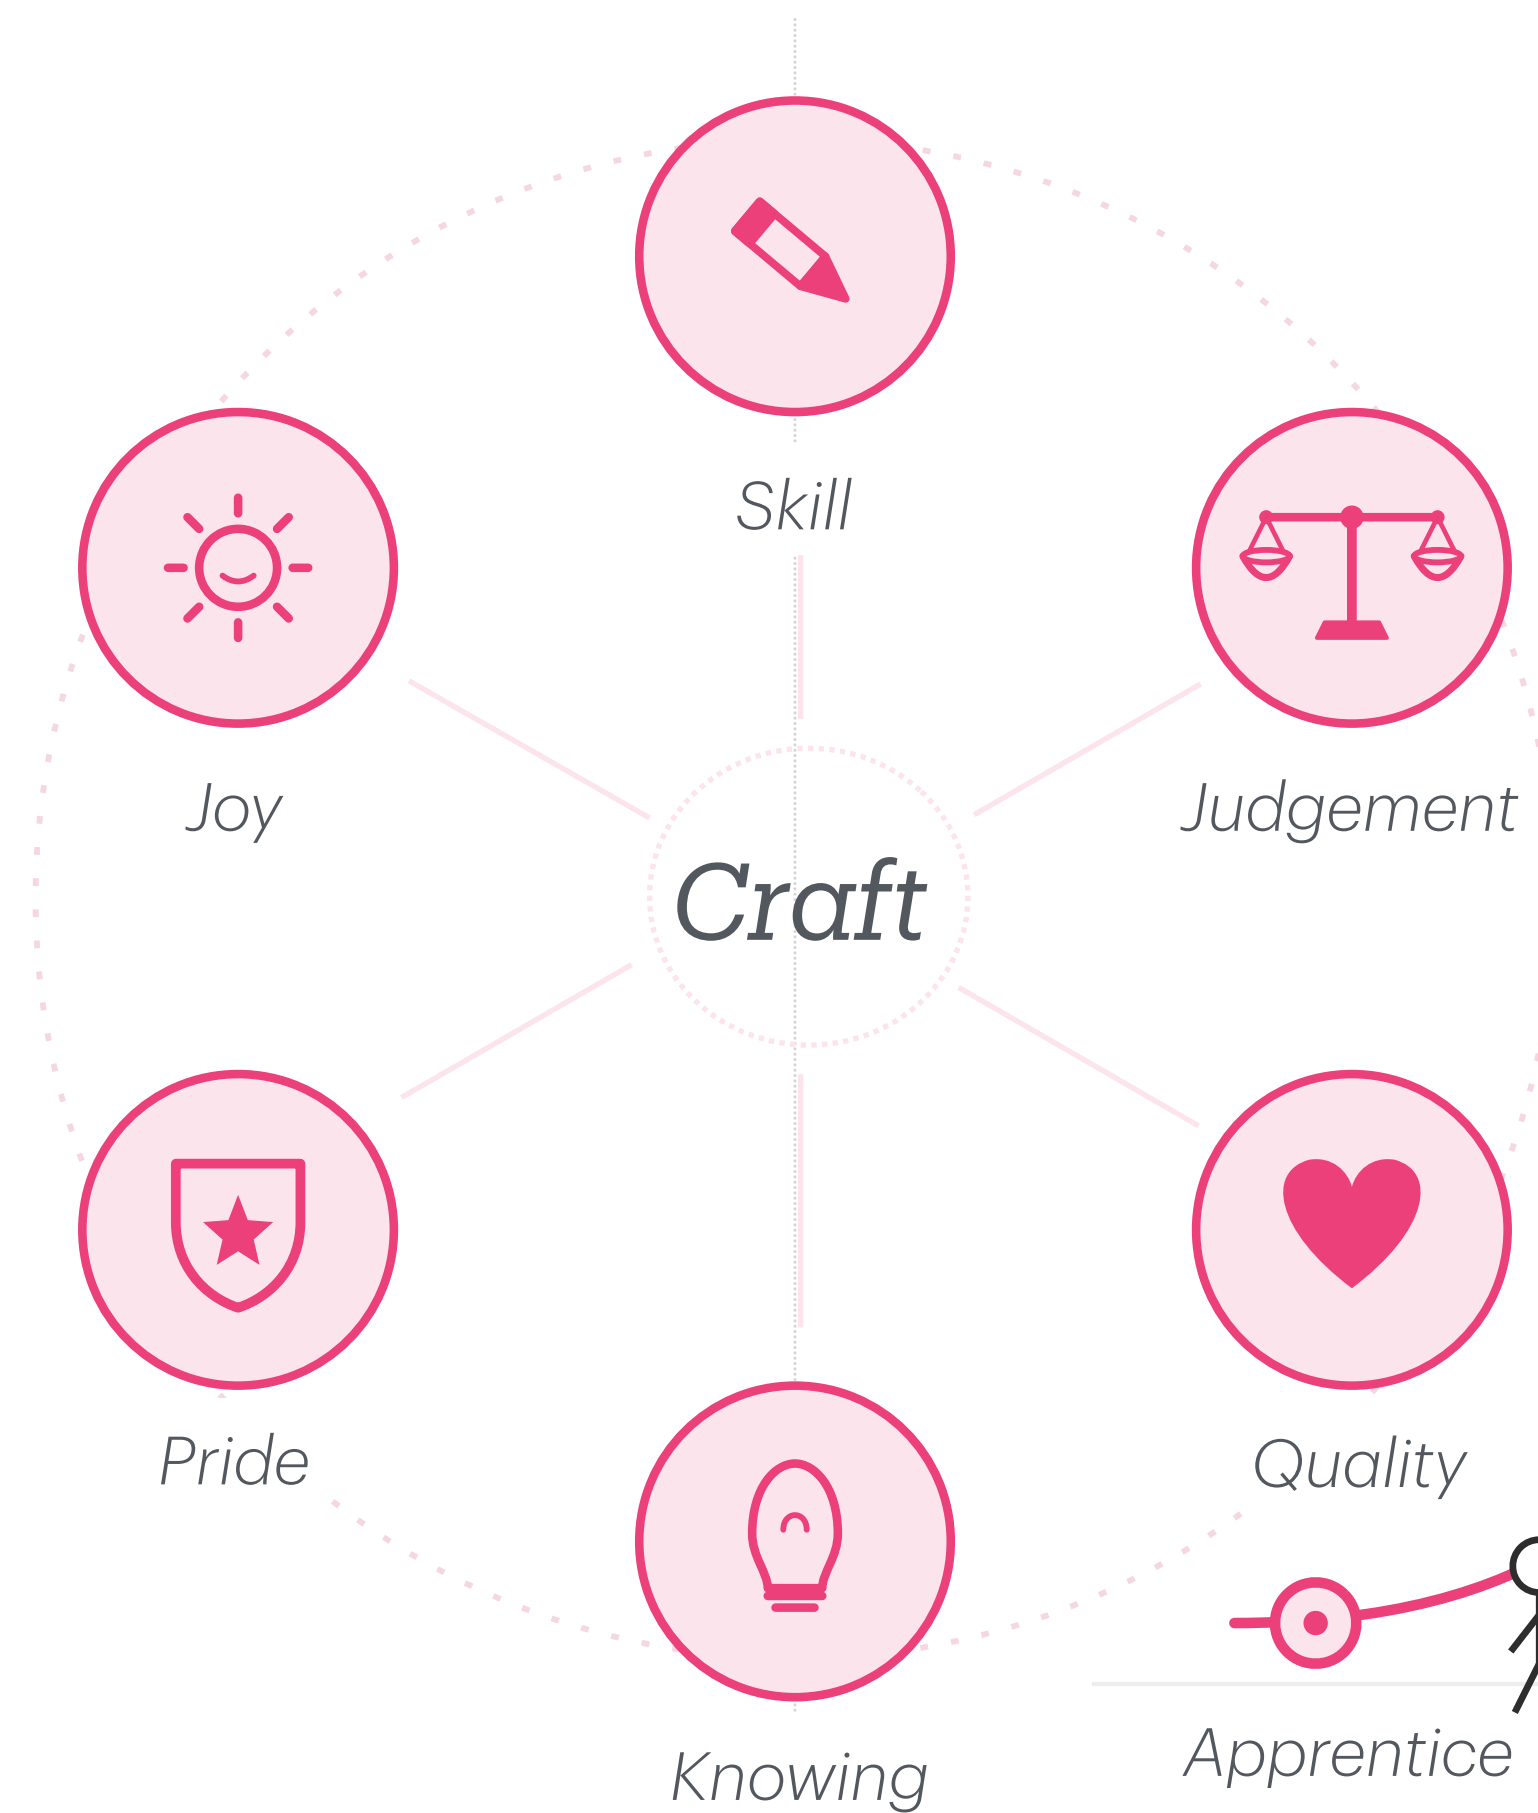 Skill
Joy
Judgement
Craft
Pride
Quality
Knowing
Apprentice